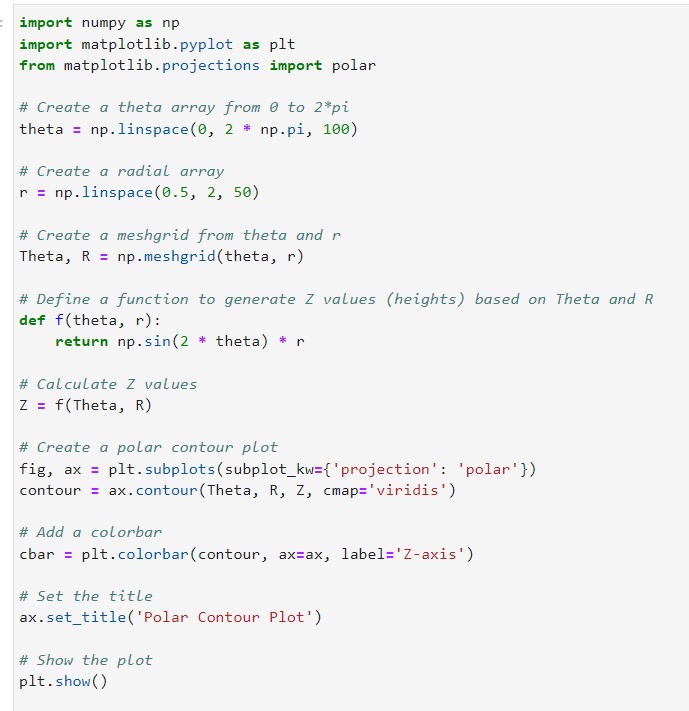 import numpy as np
import matplotlib.pyplot as plt
from matplotlib.projections import polar
# Create a theta array from 0 to 2*pi
theta = np.linspace(0, 2 * np.pi, 100)
# Create a radial array
r = np.linspace(0.5, 2, 50)
# Create a meshgrid from theta and r
Theta, R = np.meshgrid(theta, r)
# Define a function to generate Z values (heights) based on Theta and R
def f(theta, r):
    return np.sin(2 * theta) * r
# Calculate Z values
Z = f(Theta, R)
# Create a polar contour plot
fig, ax = plt.subplots(subplot_kw={'projection': 'polar'})
contour = ax.contour(Theta, R, Z, cmap='viridis')
# Add a colorbar
cbar = plt.colorbar(contour, ax=ax, label='Z-axis')
# Set the title
ax.set_title('Polar Contour Plot')
# Show the plot
plt.show()